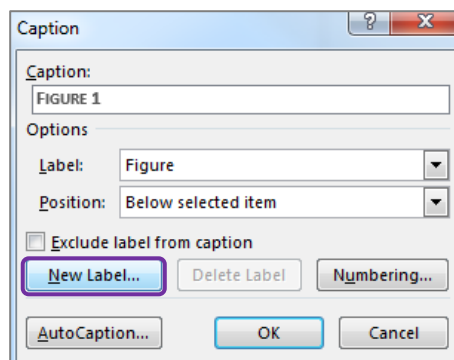 Caption
? X
Caption:
FIGURE 1
Options
Label: Figure
Position: Below selected item
Exclude label from caption
New Label... Delete Label Numbering...
AutoCaption... OK Cancel